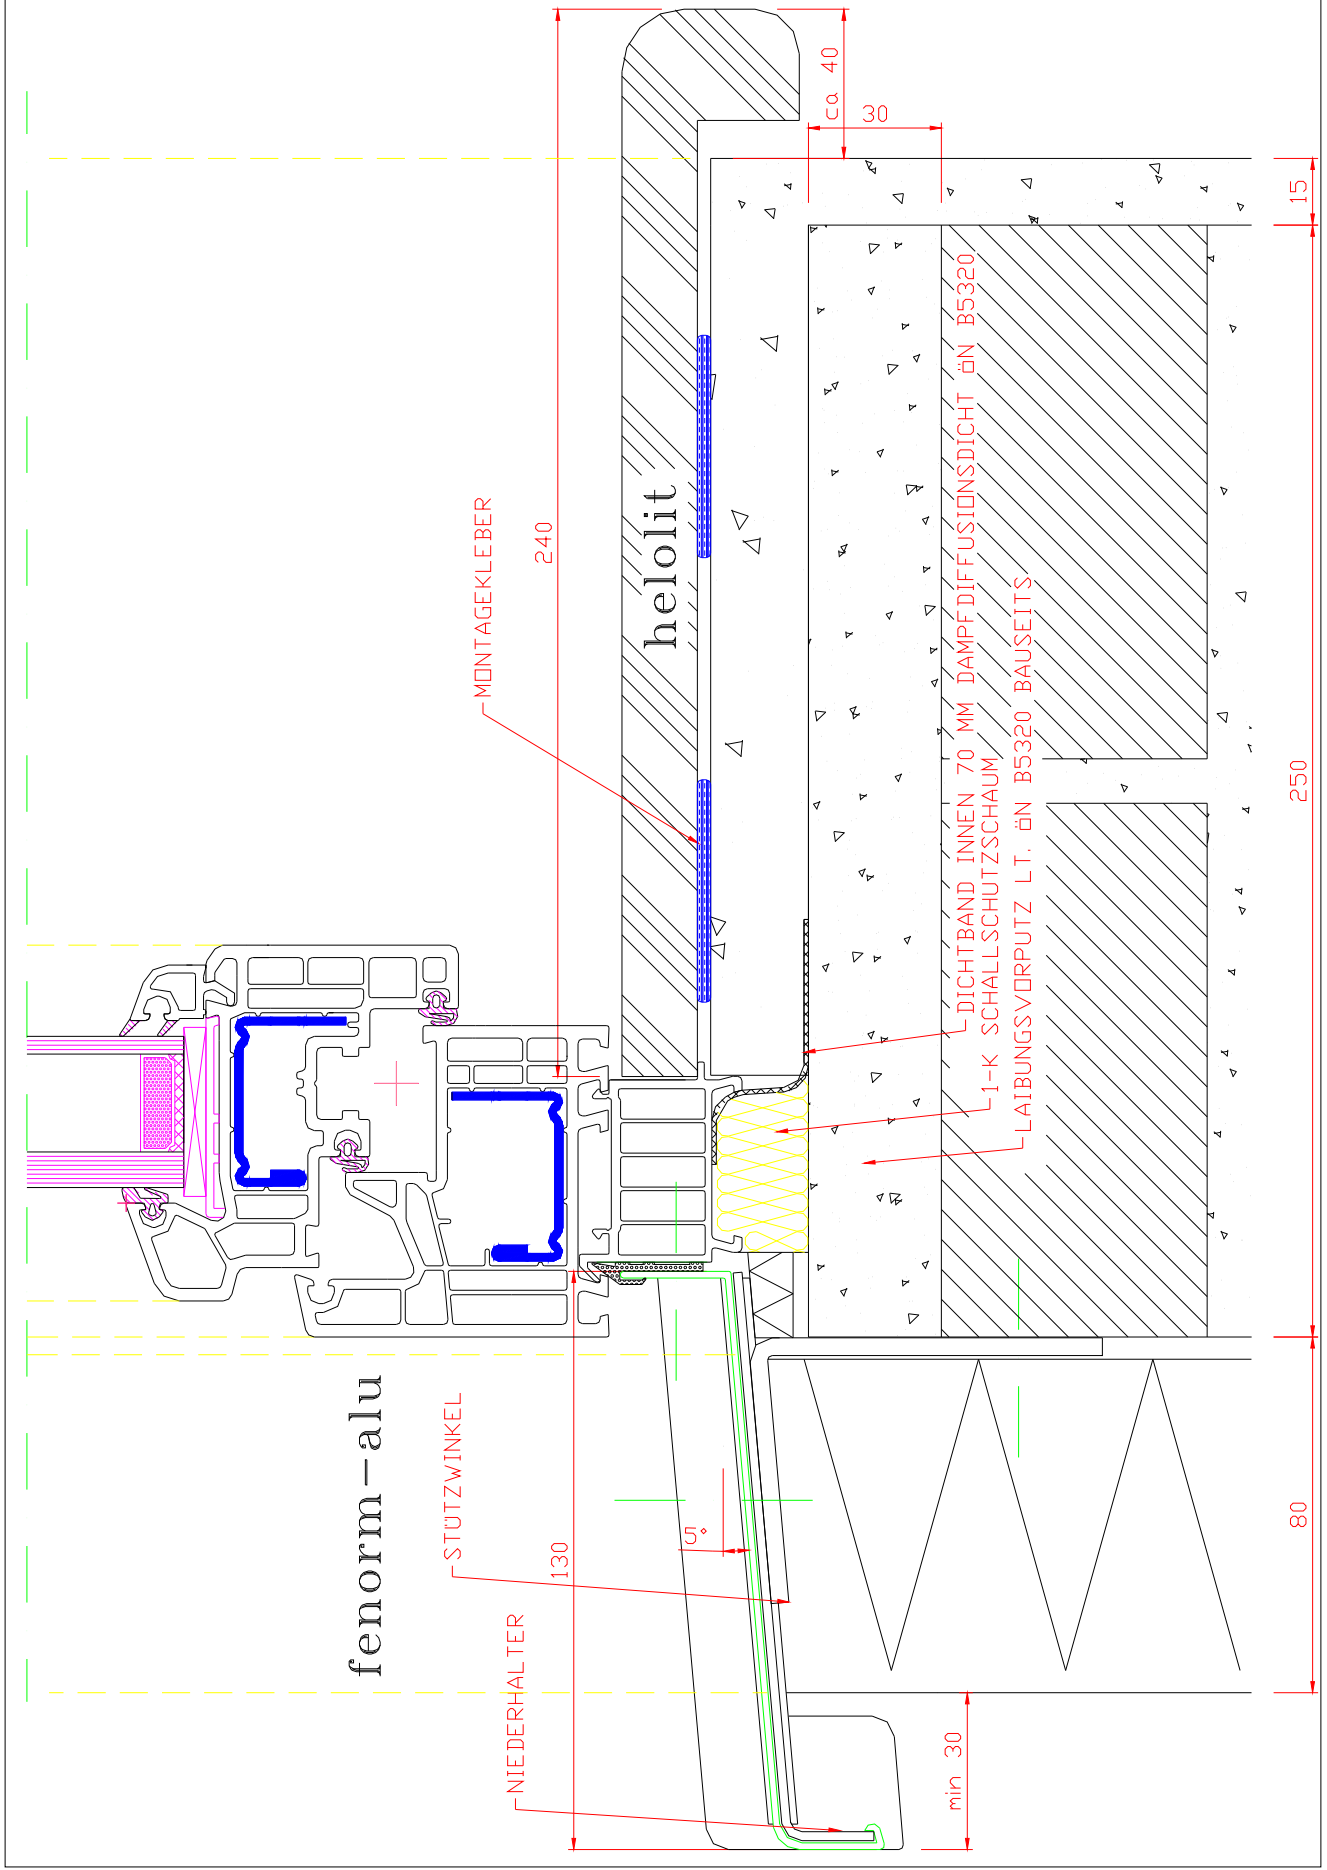 fenorm-alu
STÜTZWINKEL
NIEDERHALTER
130
5°
min 30
80
MONTAGEKLEBER
240
helolit
ca 40
30
15
250
DICHTBAND INNEN 70 MM DAMPFDIFFUSIONSDICHT ÖN B5320
1-K SCHALLSCHUTZSCHAUM
LAIBUNGSVORPUTZ LT. ÖN B5320 BAUSEITS